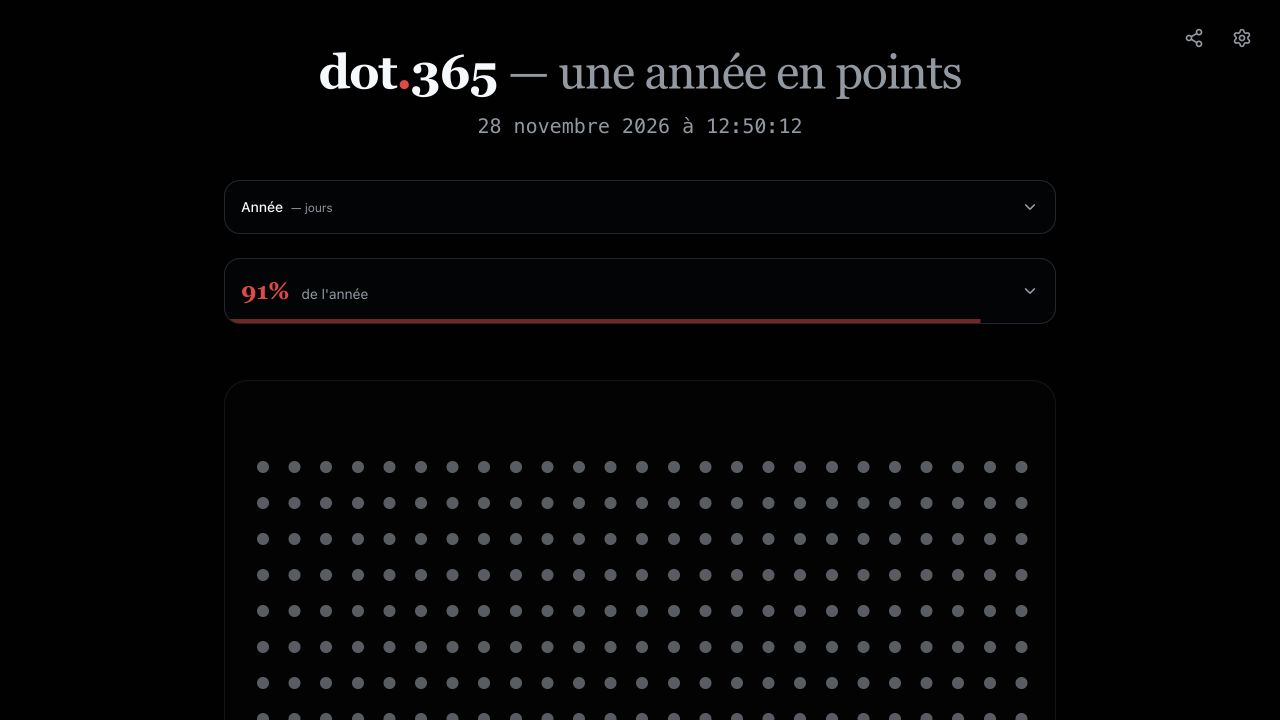 dot.365 — une année en points
28 novembre 2026 à 12:50:12
Année — jours
91% de l'année